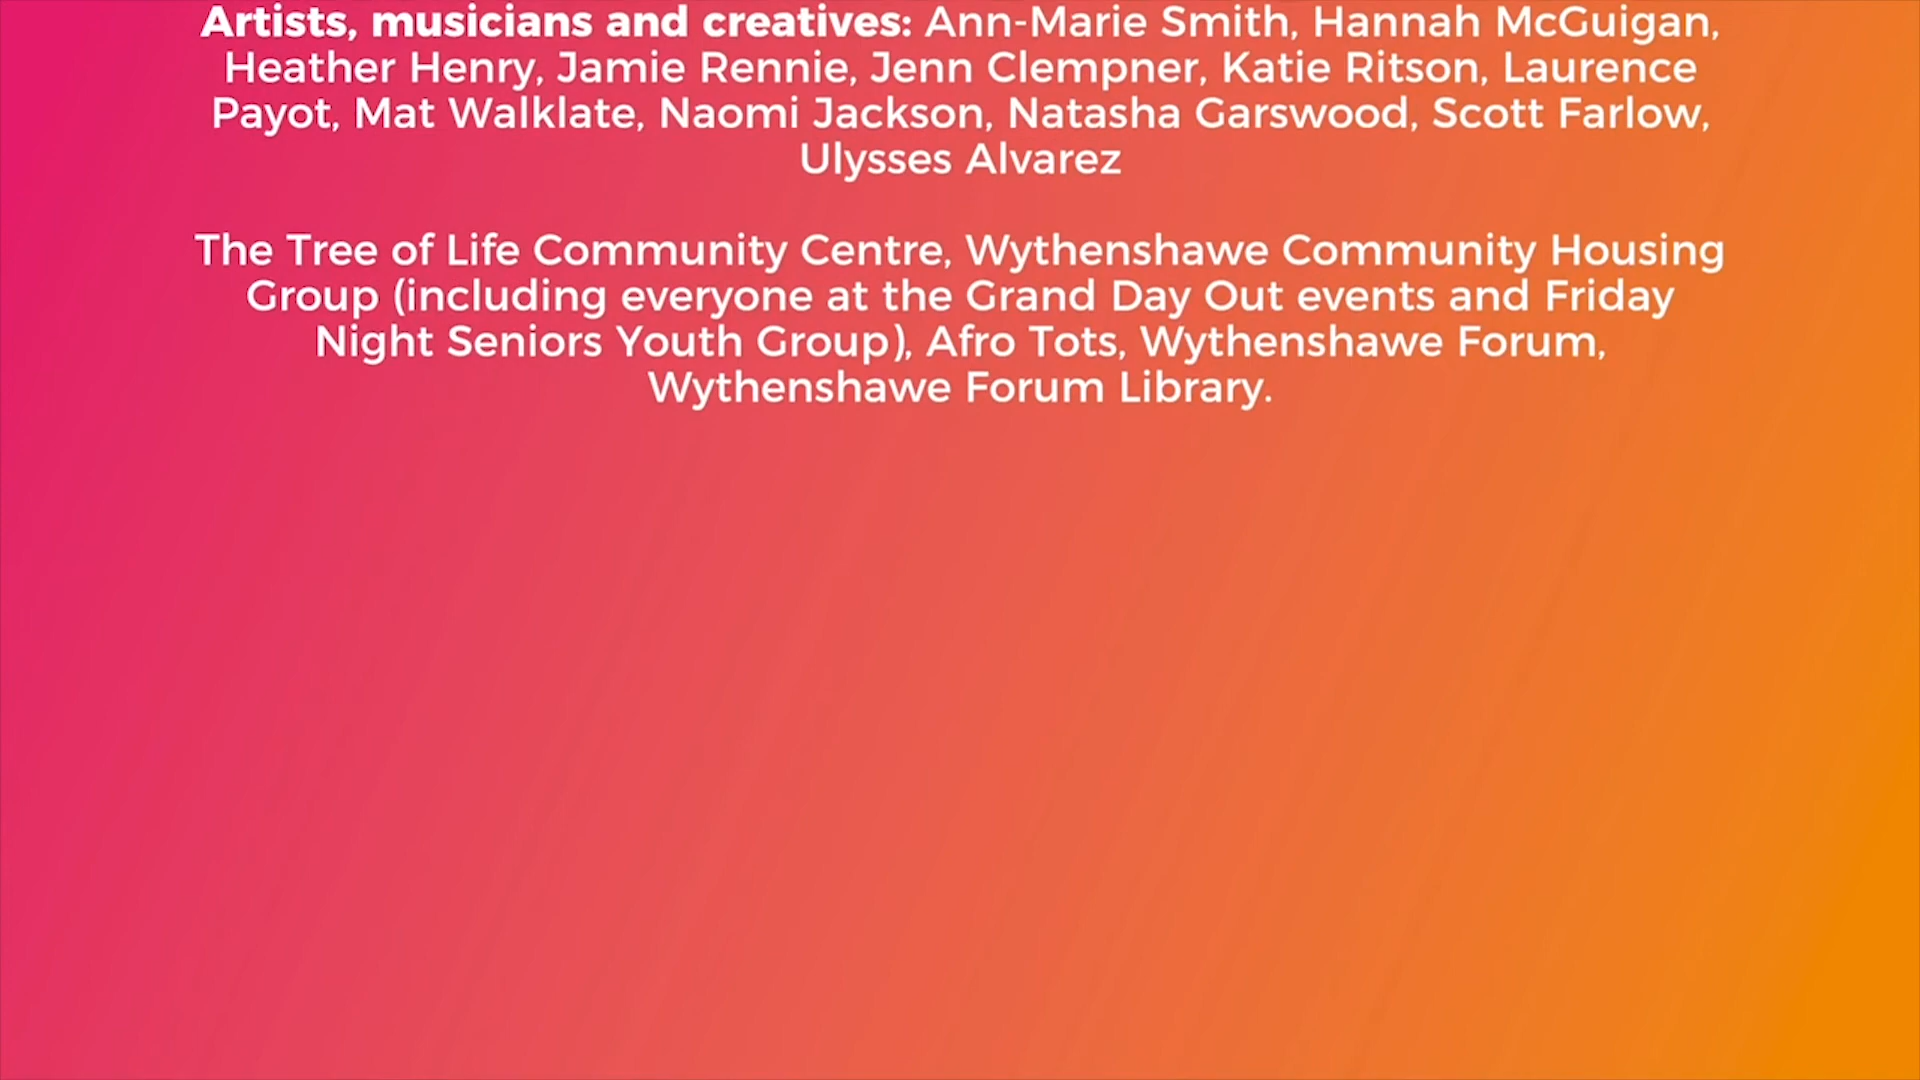 Artists, musicians and creatives: Ann-Marie Smith, Hannah McGuigan,
Heather Henry, Jamie Rennie, Jenn Clempner, Katie Ritson, Laurence
Payot, Mat Walklate, Naomi Jackson, Natasha Garswood, Scott Farlow,
Ulysses Alvarez
The Tree of Life Community Centre, Wythenshawe Community Housing
Group (including everyone at the Grand Day Out events and Friday
Night Seniors Youth Group), Afro Tots, Wythenshawe Forum,
Wythenshawe Forum Library.